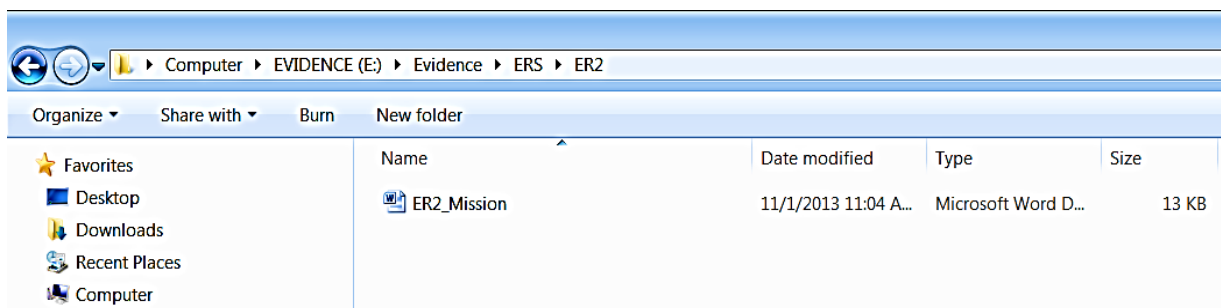 Computer EVIDENCE (E:) Evidence ERS ER2
Organize Share with Burn New folder
Favorites
Desktop
Downloads
Recent Places
Computer
Name Date modified Type Size
ER2_Mission 11/1/2013 11:04 A... Microsoft Word D... 13 KB